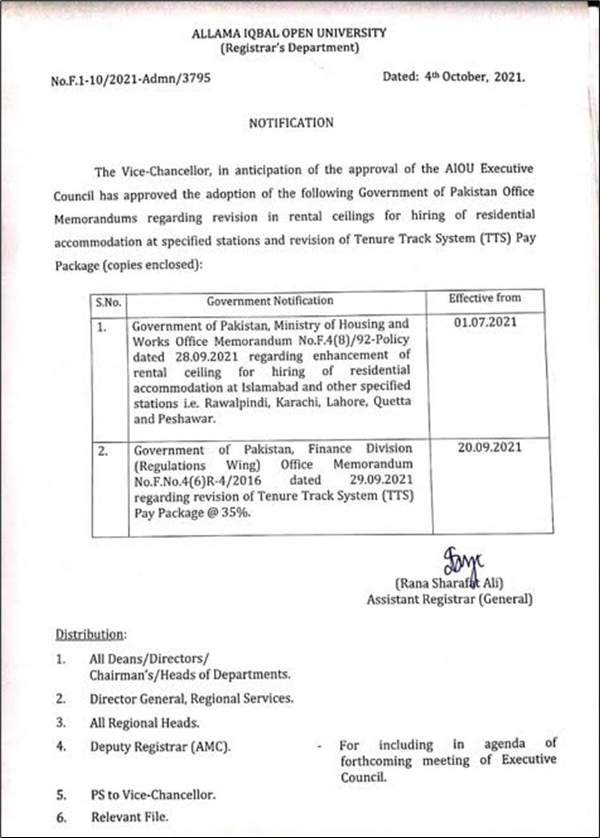 ALLAMA IQBAL OPEN UNIVERSITY
(Registrar's Department)
No.F.1-10/2021-Admn/3795 Dated: 4th October, 2021.
NOTIFICATION
The Vice-Chancellor, in anticipation of the approval of the AIOU Executive
Council has approved the adoption of the following Government of Pakistan Office
Memorandums regarding revision in rental ceilings for hiring of residential
accommodation at specified stations and revision of Tenure Track System (TTS) Pay
Package (copies enclosed):
S.No. Government Notification Effective from
1. Government of Pakistan, Ministry of Housing and 01.07.2021
Works Office Memorandum No.F.4(8)/92-Policy
dated 28.09.2021 regarding enhancement of
rental ceiling for hiring of residential
accommodation at Islamabad and other specified
stations i.e. Rawalpindi, Karachi, Lahore, Quetta
and Peshawar.
2. Government of Pakistan, Finance Division 20.09.2021
(Regulations Wing) Office Memorandum
No.F.No.4(6)R-4/2016 dated 29.09.2021
regarding revision of Tenure Track System (TTS)
Pay Package @ 35%.
(Rana Sharafat Ali)
Assistant Registrar (General)
Distribution:
1. All Deans/Directors/
Chairman's/Heads of Departments.
2. Director General, Regional Services.
3. All Regional Heads.
4. Deputy Registrar (AMC). - For including in agenda of
forthcoming meeting of Executive
Council.
5. PS to Vice-Chancellor.
6. Relevant File.